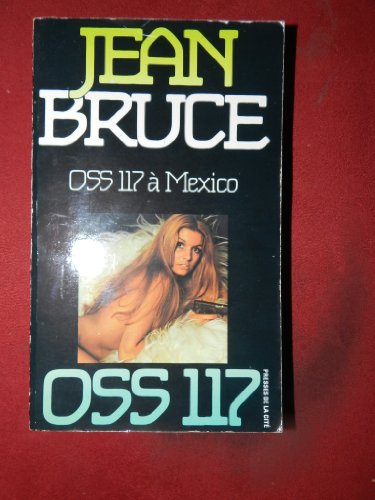 JEAN
BRUCE
OSS 117 à Mexico
OSS 117
PRESSES DE LA CITÉ